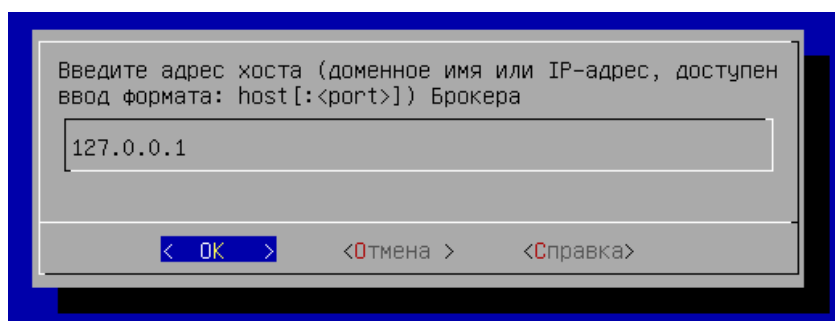 Введите адрес хоста (доменное имя или IP-адрес, доступен
ввод формата: host[:<port>]) Брокера
127.0.0.1
< OK > <Отмена > <Справка>